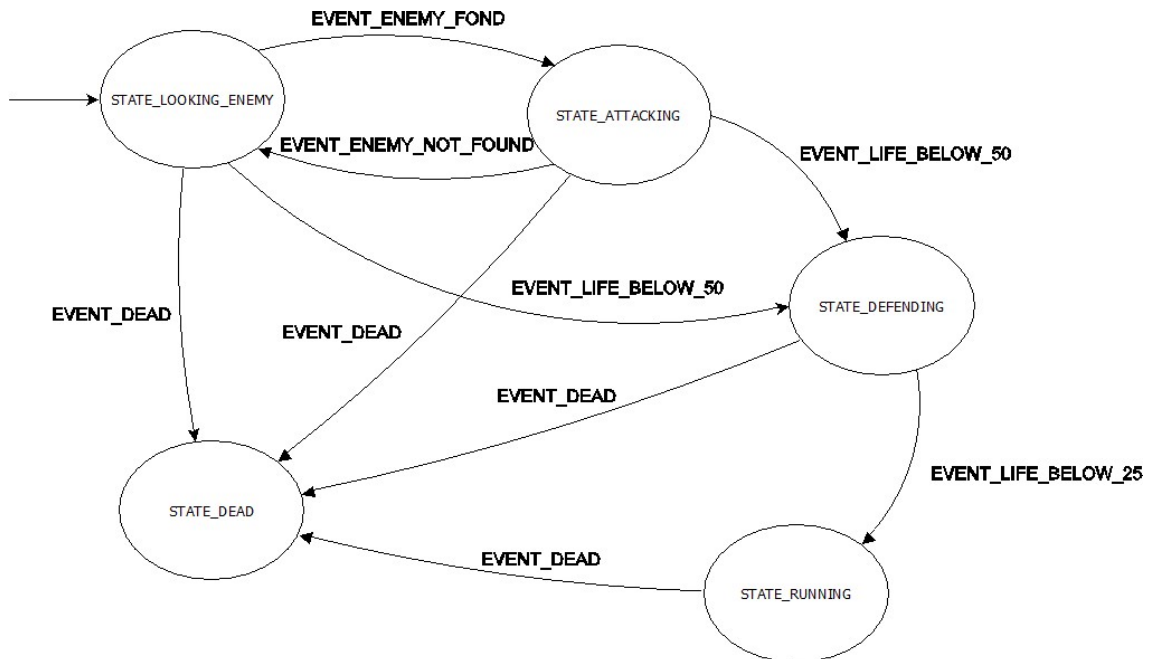 EVENT_ENEMY_FOND
STATE_LOOKING_ENEMY
STATE_ATTACKING
EVENT_ENEMY_NOT_FOUND
EVENT_LIFE_BELOW_50
EVENT_LIFE_BELOW_50
STATE_DEFENDING
EVENT_DEAD
EVENT_DEAD
EVENT_DEAD
EVENT_LIFE_BELOW_25
STATE_DEAD
EVENT_DEAD
STATE_RUNNING